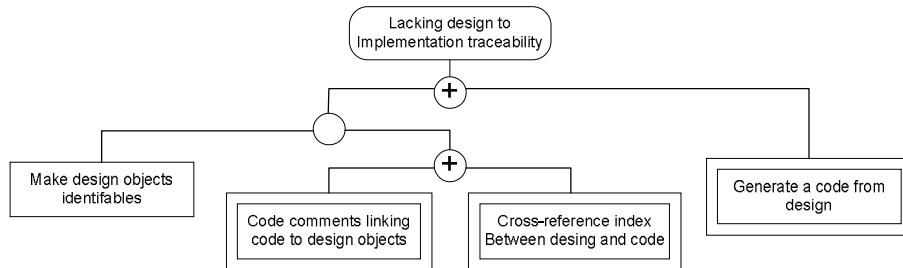 Lacking design to
Implementation traceability
+
+
Make design objects
identifables
Code comments linking
code to design objects
Cross-reference index
Between desing and code
Generate a code from
design